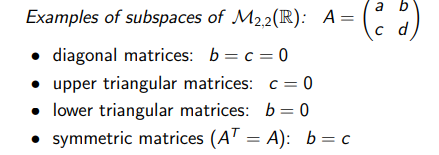 Examples of subspaces of M₂,₂(ℝ): A = (a b
c d)
• diagonal matrices: b = c = 0
• upper triangular matrices: c = 0
• lower triangular matrices: b = 0
• symmetric matrices (Aᵀ = A): b = c